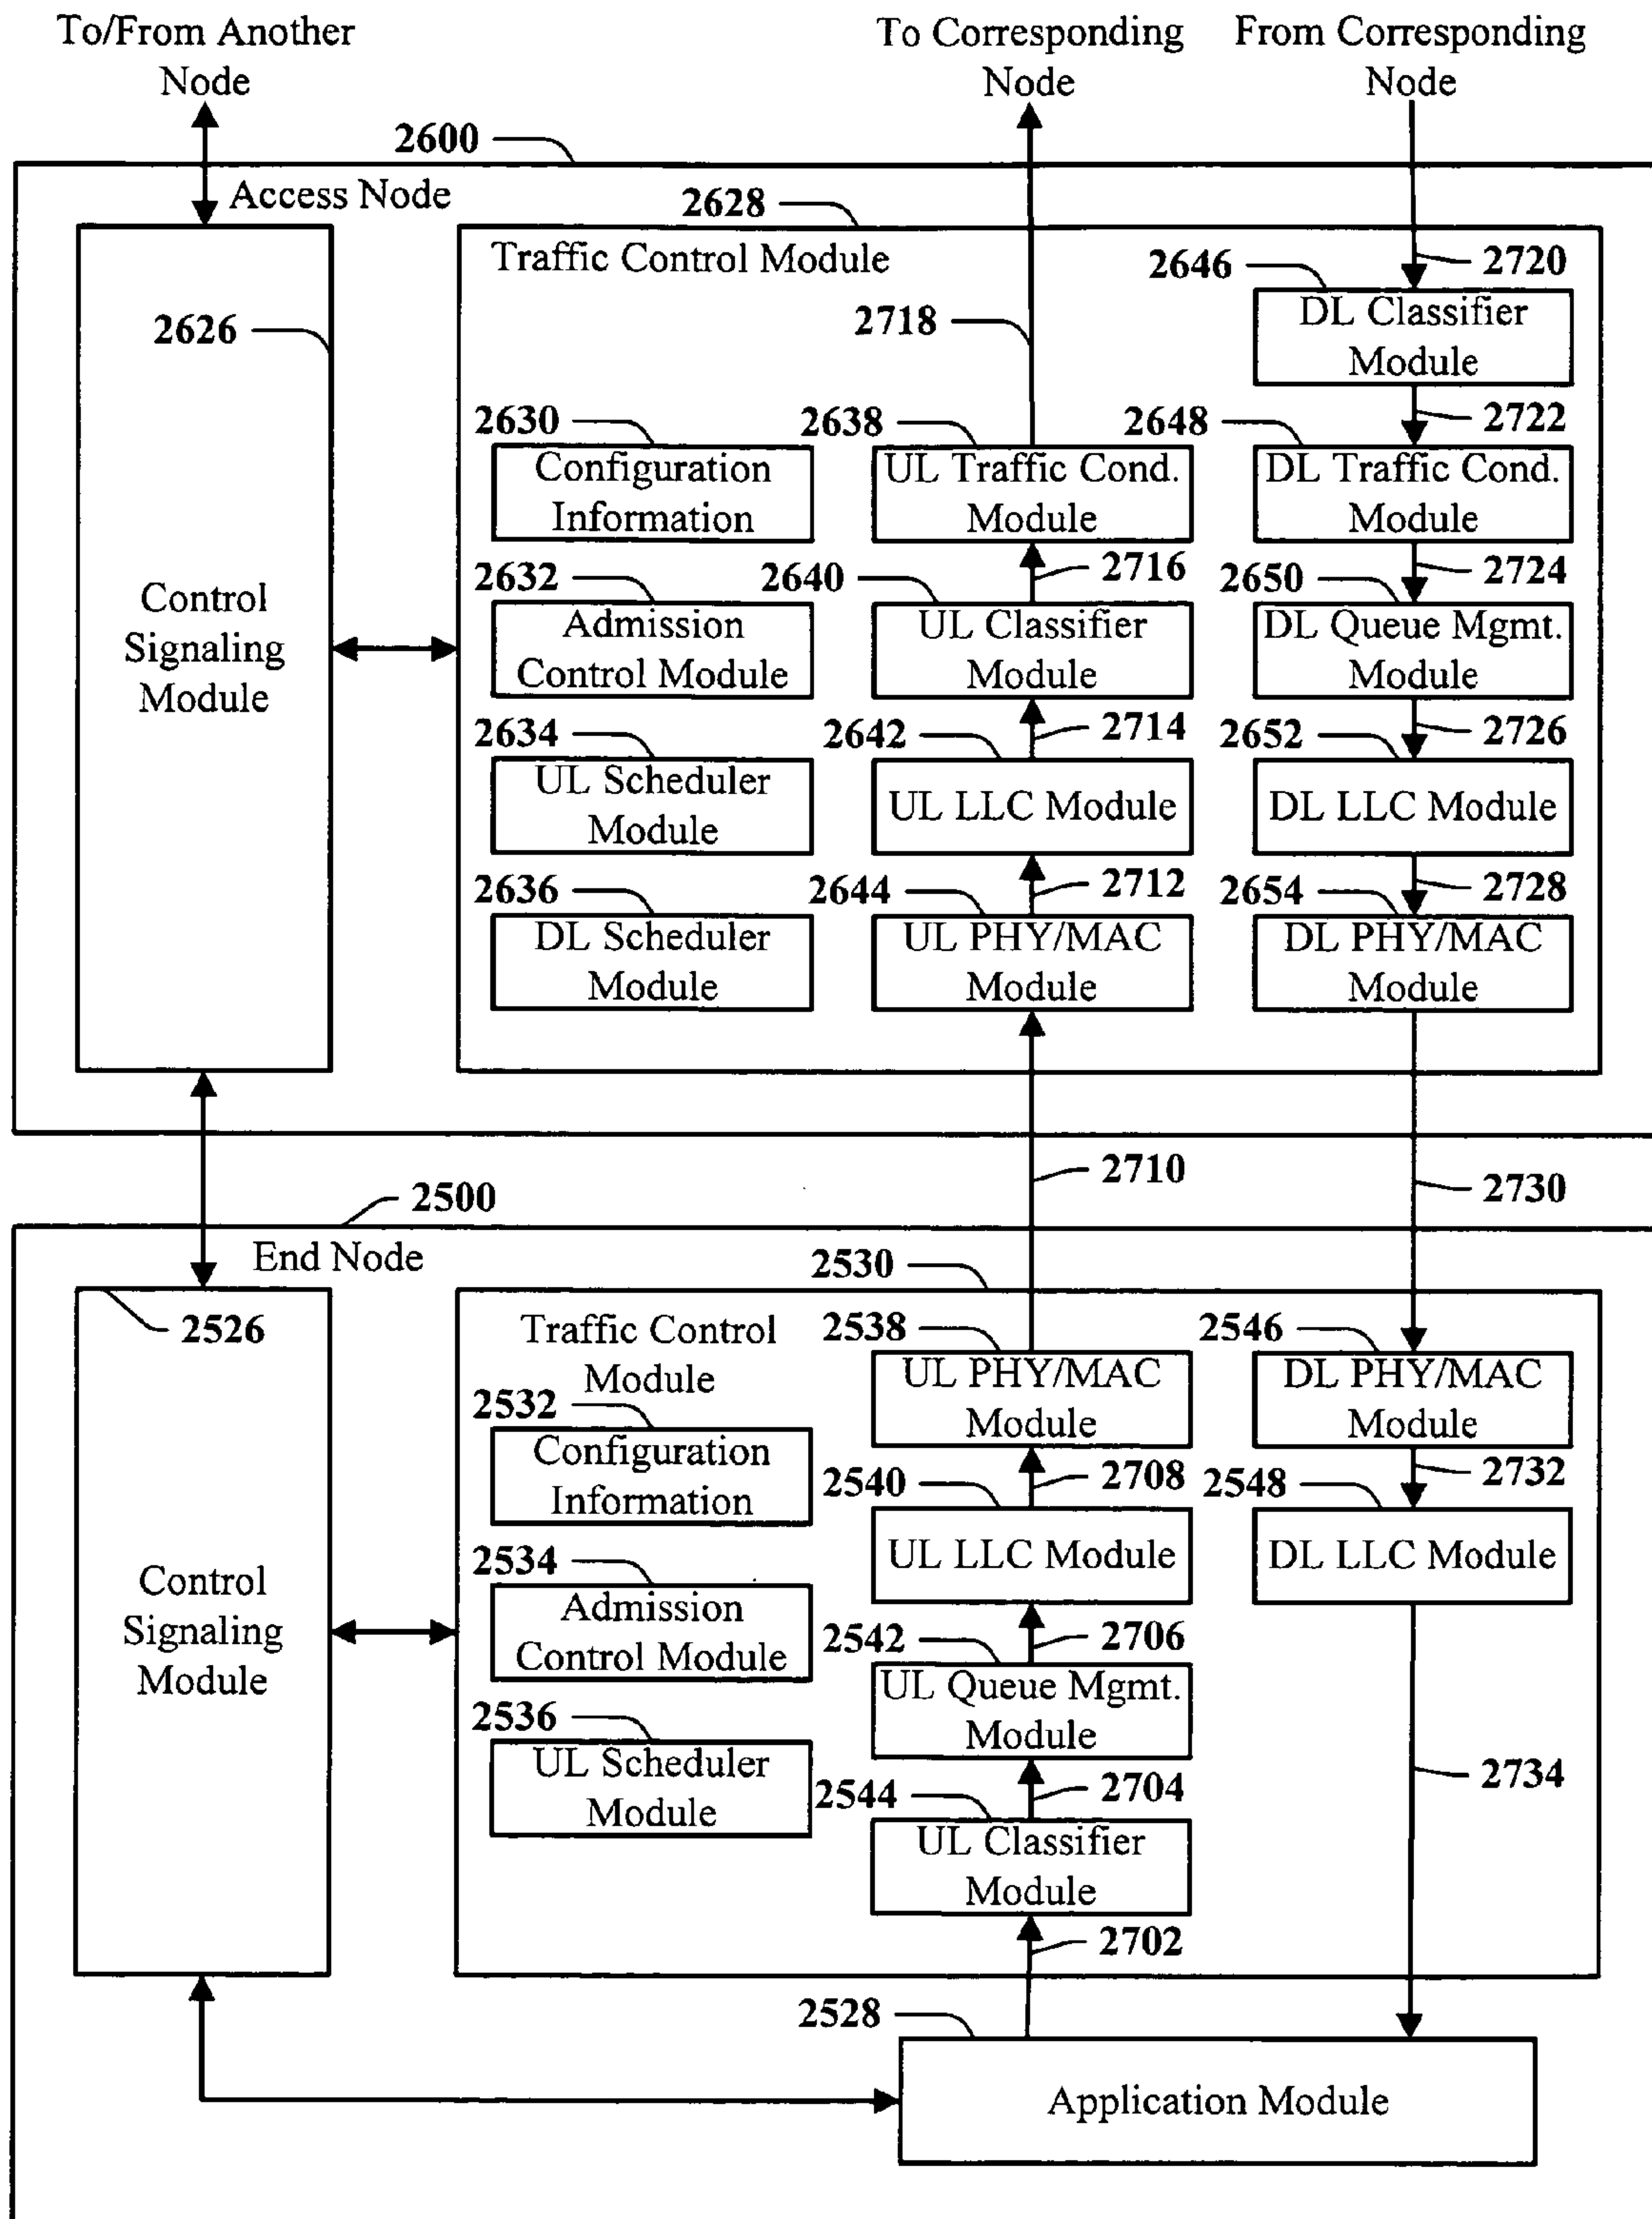 To/From Another
Node
To Corresponding
Node
From Corresponding
Node
2600
Access Node
2628
Traffic Control Module
2646
2720
DL Classifier
Module
2626
2718
2722
2630
2638
2648
Configuration
Information
UL Traffic Cond.
Module
DL Traffic Cond.
Module
2716
2724
2632
2640
2650
Control
Signaling
Module
Admission
Control Module
UL Classifier
Module
DL Queue Mgmt.
Module
2714
2726
2634
2642
2652
UL Scheduler
Module
UL LLC Module
DL LLC Module
2712
2728
2636
2644
2654
DL Scheduler
Module
UL PHY/MAC
Module
DL PHY/MAC
Module
2710
2730
2500
End Node
2530
2526
Traffic Control
Module
2538
2546
UL PHY/MAC
Module
DL PHY/MAC
Module
2532
Configuration
Information
2708
2732
2540
2548
UL LLC Module
DL LLC Module
2534
Control
Signaling
Module
Admission
Control Module
2706
2542
UL Queue Mgmt.
Module
2536
UL Scheduler
Module
2704
2734
2544
UL Classifier
Module
2702
2528
Application Module